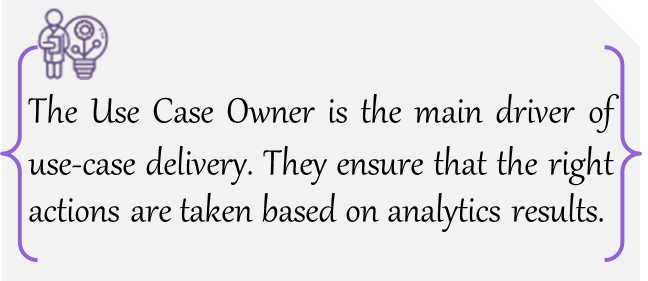 The Use Case Owner is the main driver of
use-case delivery. They ensure that the right
actions are taken based on analytics results.